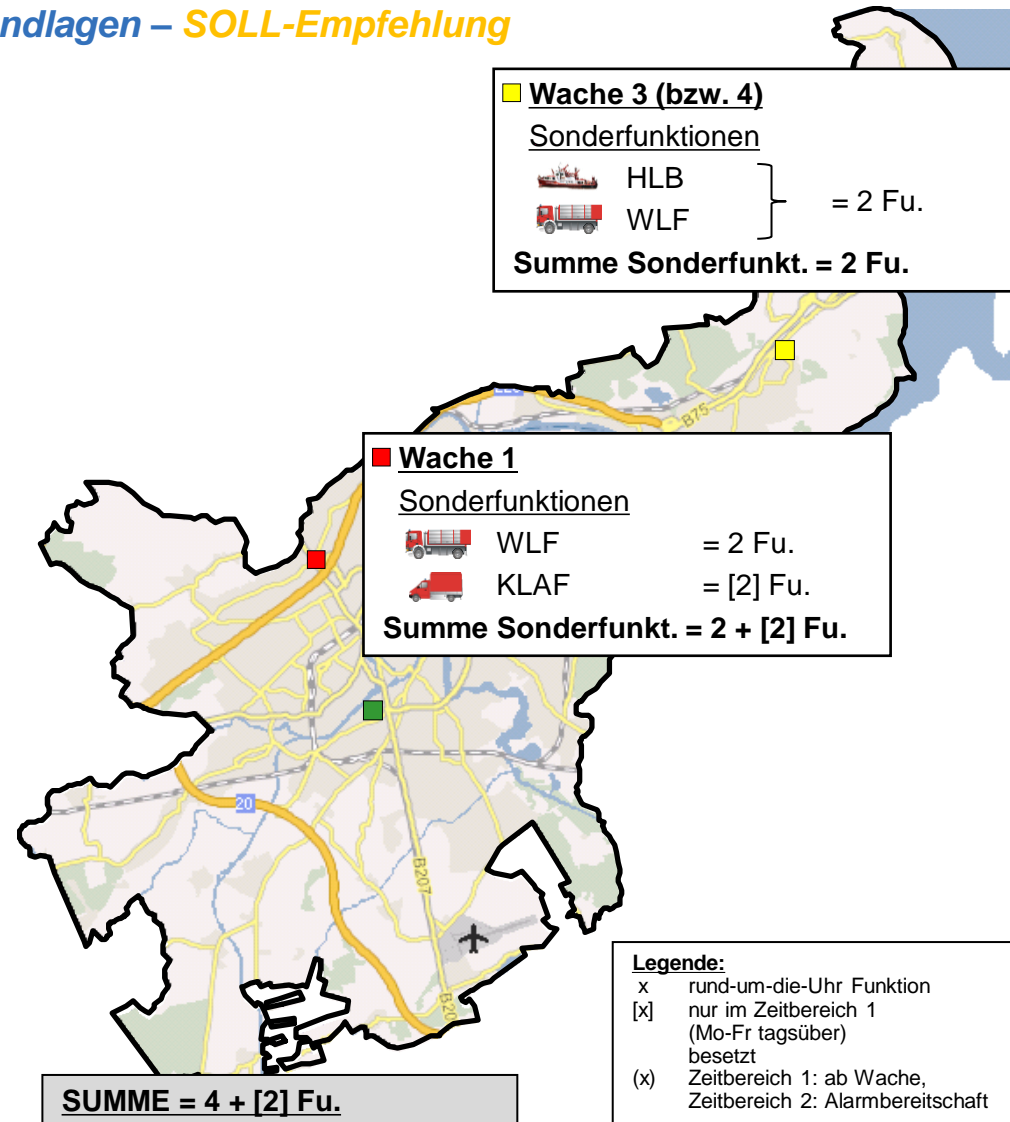 ndlagen – SOLL-Empfehlung
Wache 3 (bzw. 4)
Sonderfunktionen
HLB
WLF
= 2 Fu.
Summe Sonderfunkt. = 2 Fu.
B75
Wache 1
Sonderfunktionen
WLF = 2 Fu.
KLAF = [2] Fu.
Summe Sonderfunkt. = 2 + [2] Fu.
20
B207
B20
Legende:
x rund-um-die-Uhr Funktion
[x] nur im Zeitbereich 1
(Mo-Fr tagsüber)
besetzt
(x) Zeitbereich 1: ab Wache,
Zeitbereich 2: Alarmbereitschaft
SUMME = 4 + [2] Fu.